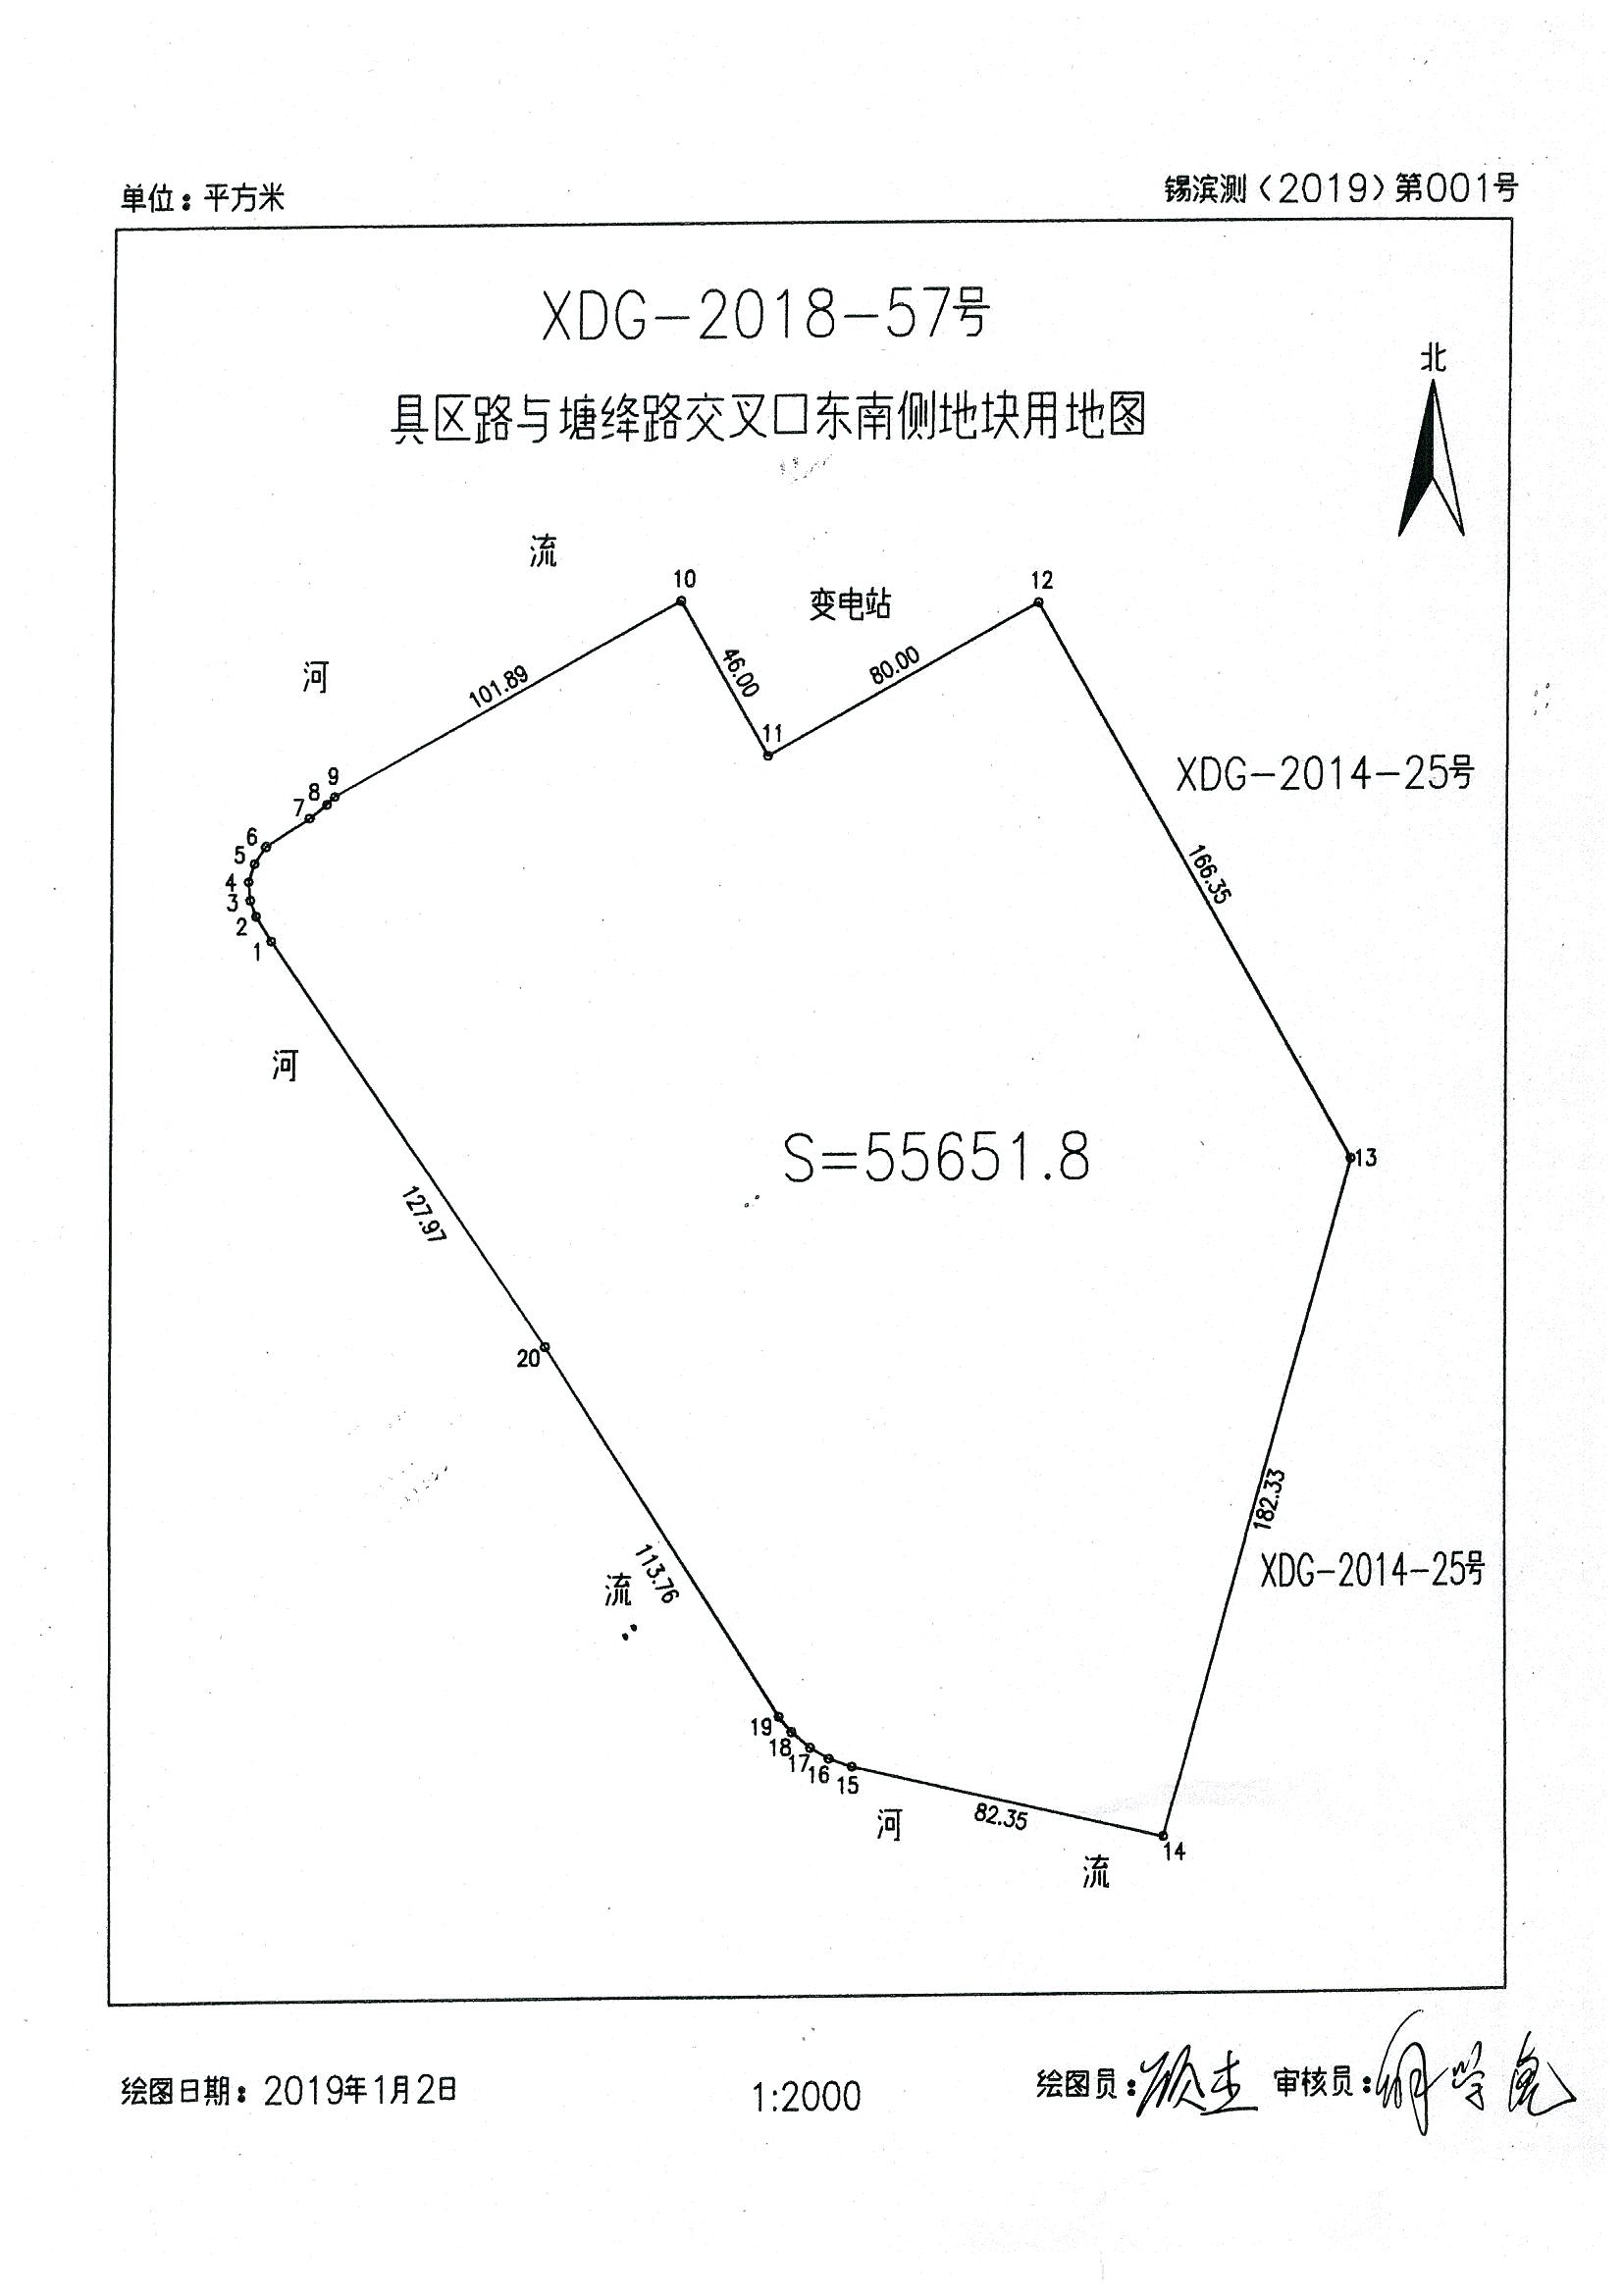 单位：平方米
锡滨测（2019）第001号
XDG-2018-57号
具区路与塘绛路交叉口东南侧地块用地图
北
流
10
变电站
12
河
101.89
46.00
80.00
11
9
8
7
6
5
4
3
2
1
XDG-2014-25号
166.35
河
S=55651.8
13
127.97
20
182.33
113.76
流
XDG-2014-25号
19
18
17
16
15
河
82.35
14
流
绘图日期：2019年1月2日
1:2000
绘图员：
审核员：